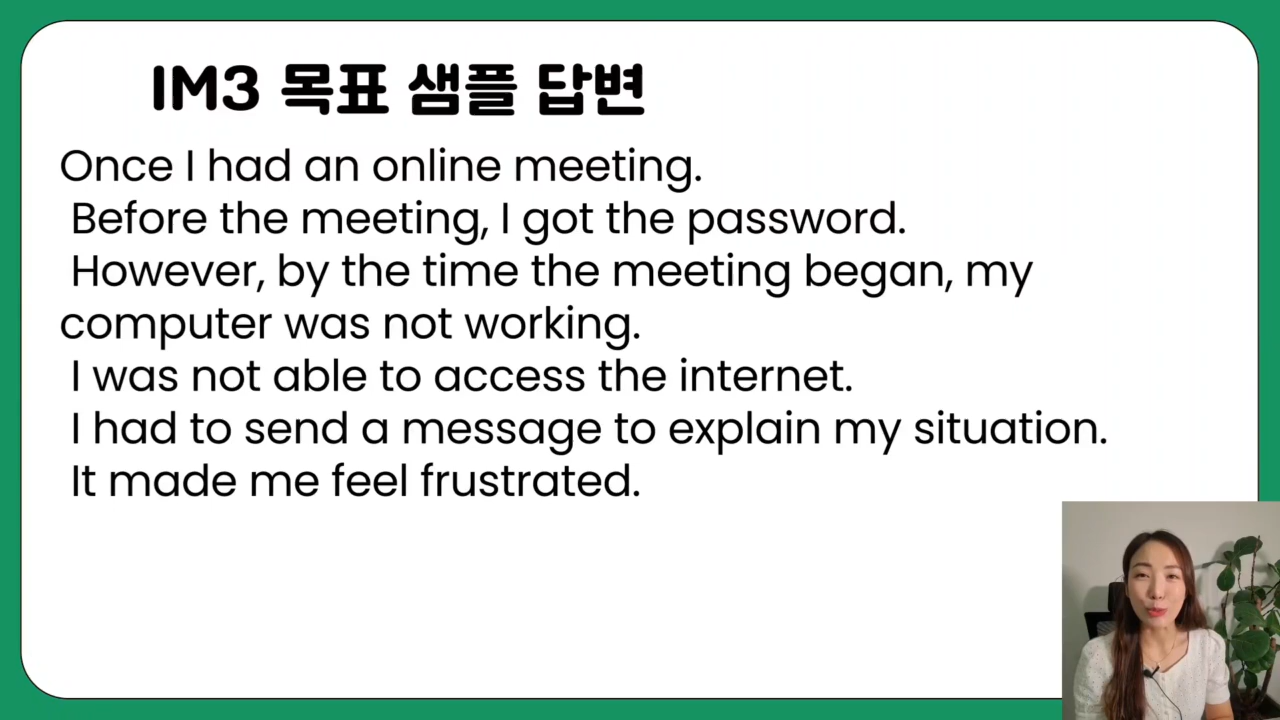 IM3 목표 샘플 답변
Once I had an online meeting.
Before the meeting, I got the password.
However, by the time the meeting began, my
computer was not working.
I was not able to access the internet.
I had to send a message to explain my situation.
It made me feel frustrated.